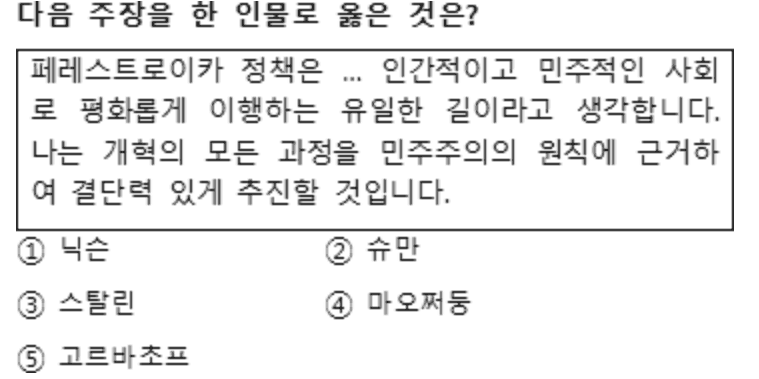 다음 주장을 한 인물로 옳은 것은?
페레스트로이카 정책은 ... 인간적이고 민주적인 사회
로 평화롭게 이행하는 유일한 길이라고 생각합니다.
나는 개혁의 모든 과정을 민주주의의 원칙에 근거하
여 결단력 있게 추진할 것입니다.
① 닉슨 ② 슈만
③ 스탈린 ④ 마오쩌둥
⑤ 고르바초프